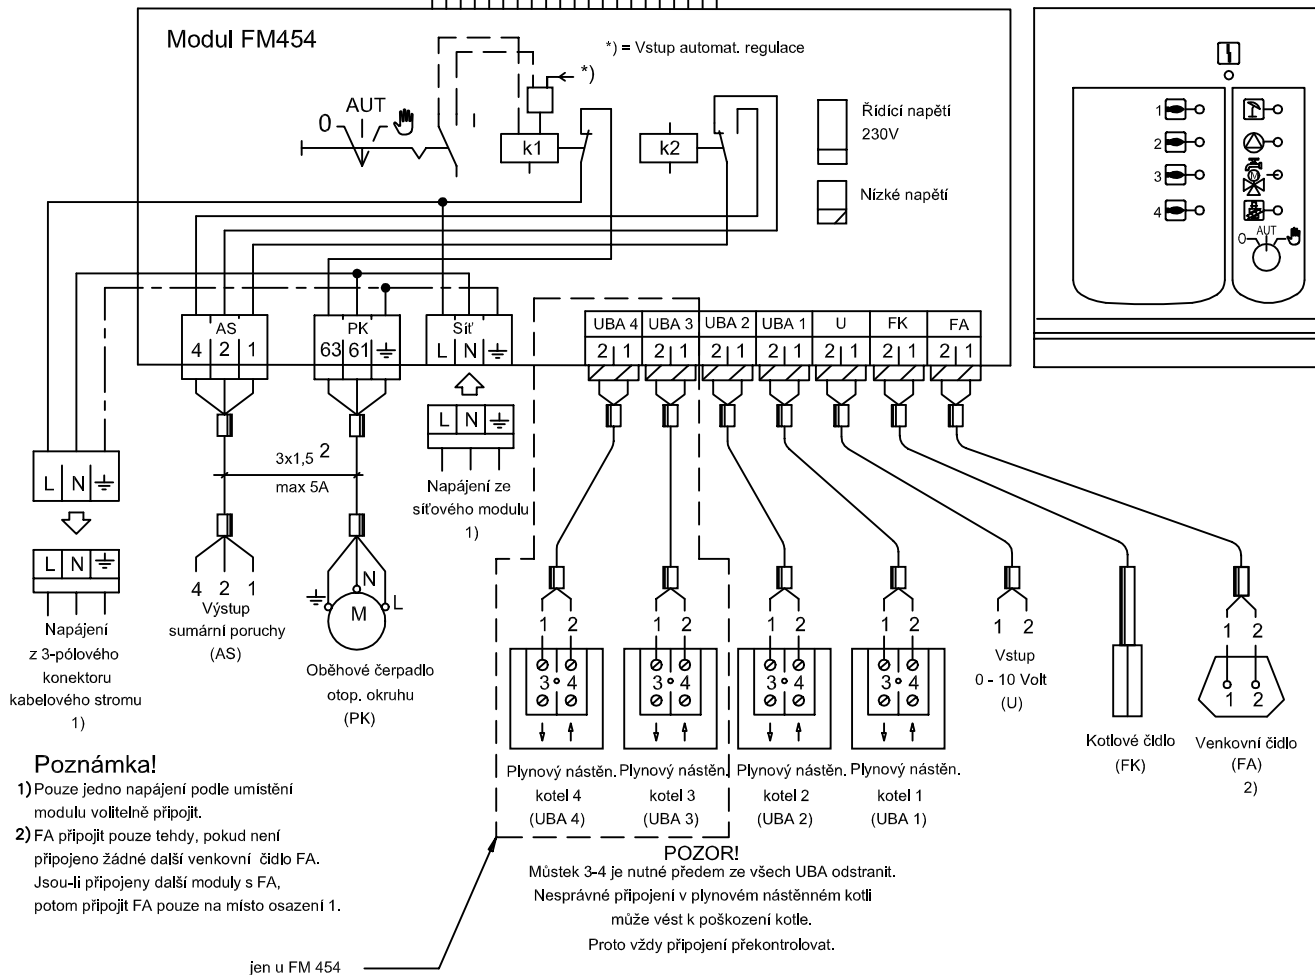 Modul FM454
*) = Vstup automat. regulace
*)
AUT
0
k1
k2
Řídící napětí
230V
Nízké napětí
1
2
3
4
M
AUT
0
AS
4 2 1
PK
63 61
Síť
L N
UBA 4 UBA 3 UBA 2 UBA 1 U FK FA
2 1 2 1 2 1 2 1 2 1 2 1 2 1
L N
L N
3x1,5 2
max 5A
Napájení ze
síťového modulu
1)
L N
Napájení
z 3-pólového
konektoru
kabelového stromu
1)
4 2 1
Výstup
sumární poruchy
(AS)
N
M
L
Oběhové čerpadlo
otop. okruhu
(PK)
1 2
3 4
Plynový nástěn.
kotel 4
(UBA 4)
1 2
3 4
Plynový nástěn.
kotel 3
(UBA 3)
1 2
3 4
Plynový nástěn.
kotel 2
(UBA 2)
1 2
3 4
Plynový nástěn.
kotel 1
(UBA 1)
1 2
Vstup
0 - 10 Volt
(U)
Kotlové čidlo
(FK)
1 2
1 2
Venkovní čidlo
(FA)
2)
Poznámka!
1) Pouze jedno napájení podle umístění
modulu volitelně připojit.
2) FA připojit pouze tehdy, pokud není
připojeno žádné další venkovní čidlo FA.
Jsou-li připojeny další moduly s FA,
potom připojit FA pouze na místo osazení 1.
POZOR!
Můstek 3-4 je nutné předem ze všech UBA odstranit.
Nesprávné připojení v plynovém nástěnném kotli
může vést k poškození kotle.
Proto vždy připojení překontrolovat.
jen u FM 454